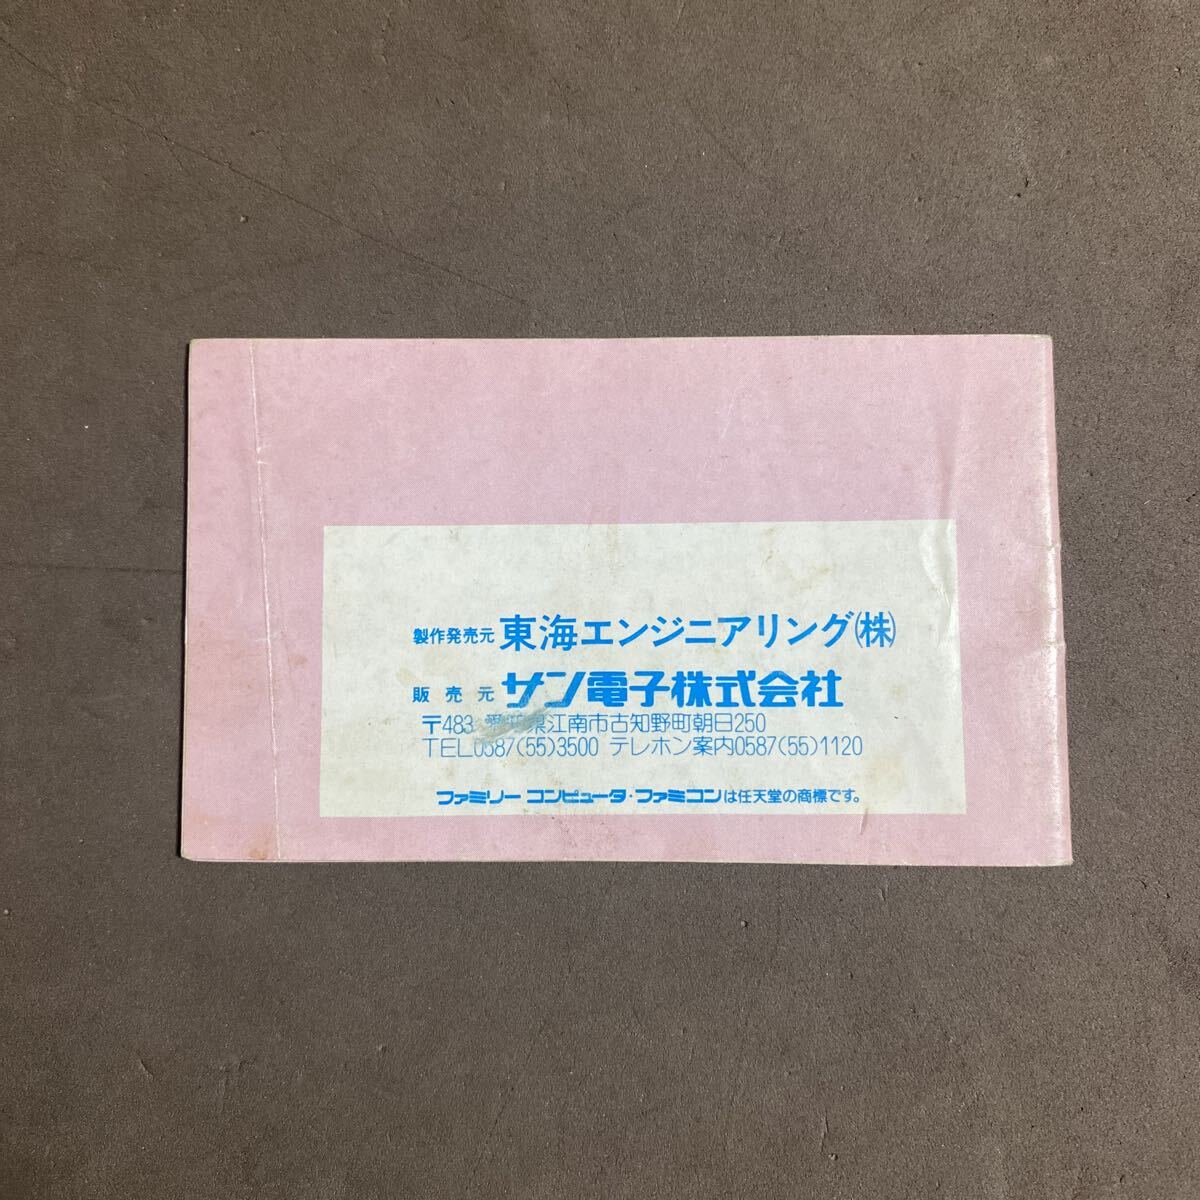 製作発売元 東海エンジニアリング(株)
販売元 サン電子株式会社
〒483 愛知県江南市古知野町朝日250
TEL0587(55)3500 テレホン案内0587(55)1120
ファミリーコンピュータ・ファミコンは任天堂の商標です。